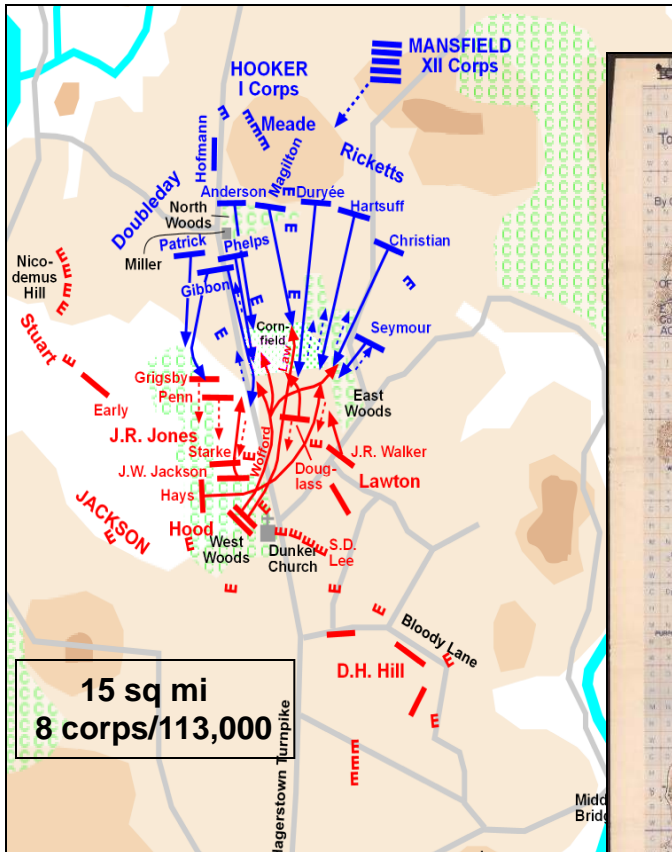 HOOKER
I Corps
MANSFIELD
XII Corps
Meade
Hofmann
Magilton
Ricketts
Doubleday
Anderson
Duryée
Hartsuff
North
Woods
Miller
Patrick
Phelps
Christian
Gibbon
Nico-
demus
Hill
Stuart
Corn-
field
Law
Seymour
Early
Grigsby
Penn
East
Woods
J.R. Jones
Starke
Wofford
J.W. Jackson
J.R. Walker
Doug-
lass
Lawton
Hays
JACKSON
Hood
West
Woods
Dunker
Church
S.D.
Lee
Bloody Lane
D.H. Hill
15 sq mi
8 corps/113,000
lagerstown Turnpike
Midd
Bridg
To
By